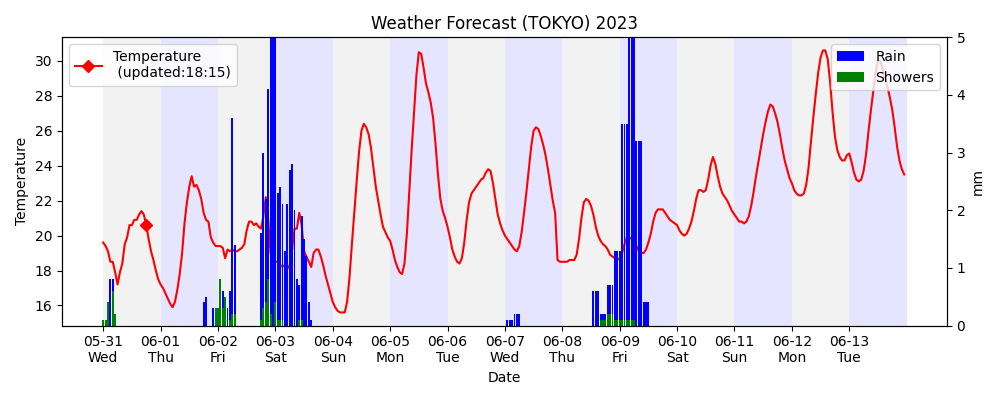 Weather Forecast (TOKYO) 2023
Temperature
(updated:18:15)
Rain
Showers
Temperature
30
28
26
24
22
20
18
16
5
4
3
2
1
0
mm
05-31 06-01 06-02 06-03 06-04 06-05 06-06 06-07 06-08 06-09 06-10 06-11 06-12 06-13
Wed Thu Fri Sat Sun Mon Tue Wed Thu Fri Sat Sun Mon Tue
Date